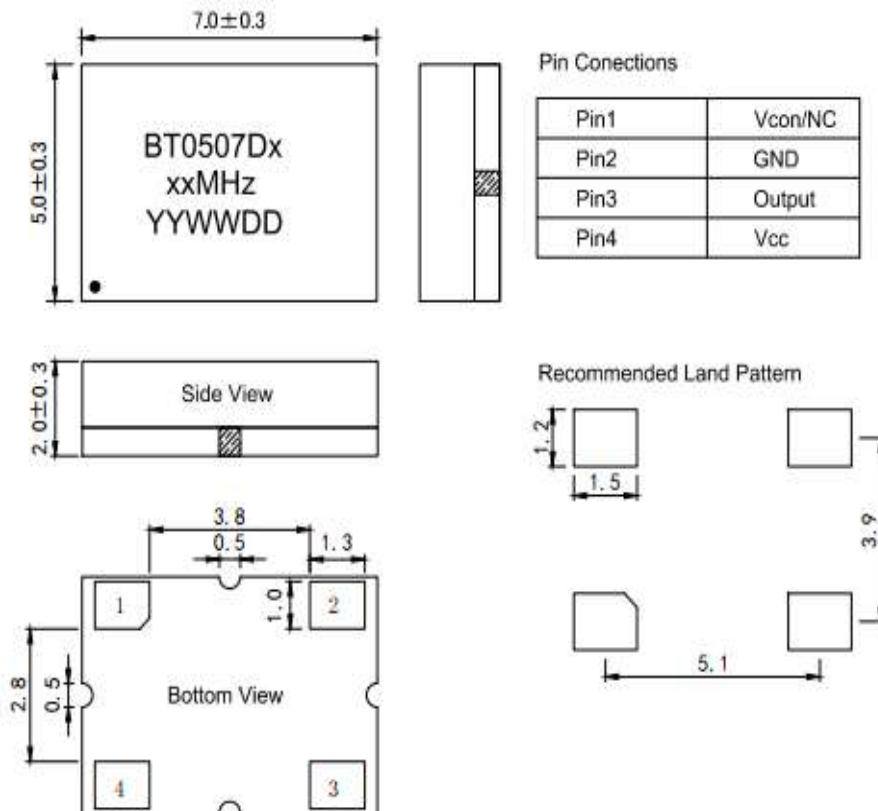 7.0±0.3
5.0±0.3
BT0507Dx
xxMHz
YYWWDD
Pin Conections
Pin1 Vcon/NC
Pin2 GND
Pin3 Output
Pin4 Vcc
2.0±0.3
Side View
Recommended Land Pattern
1.2
1.5
3.9
5.1
3.8
0.5
1.3
1.0
1
2
2.8
0.5
Bottom View
4
3